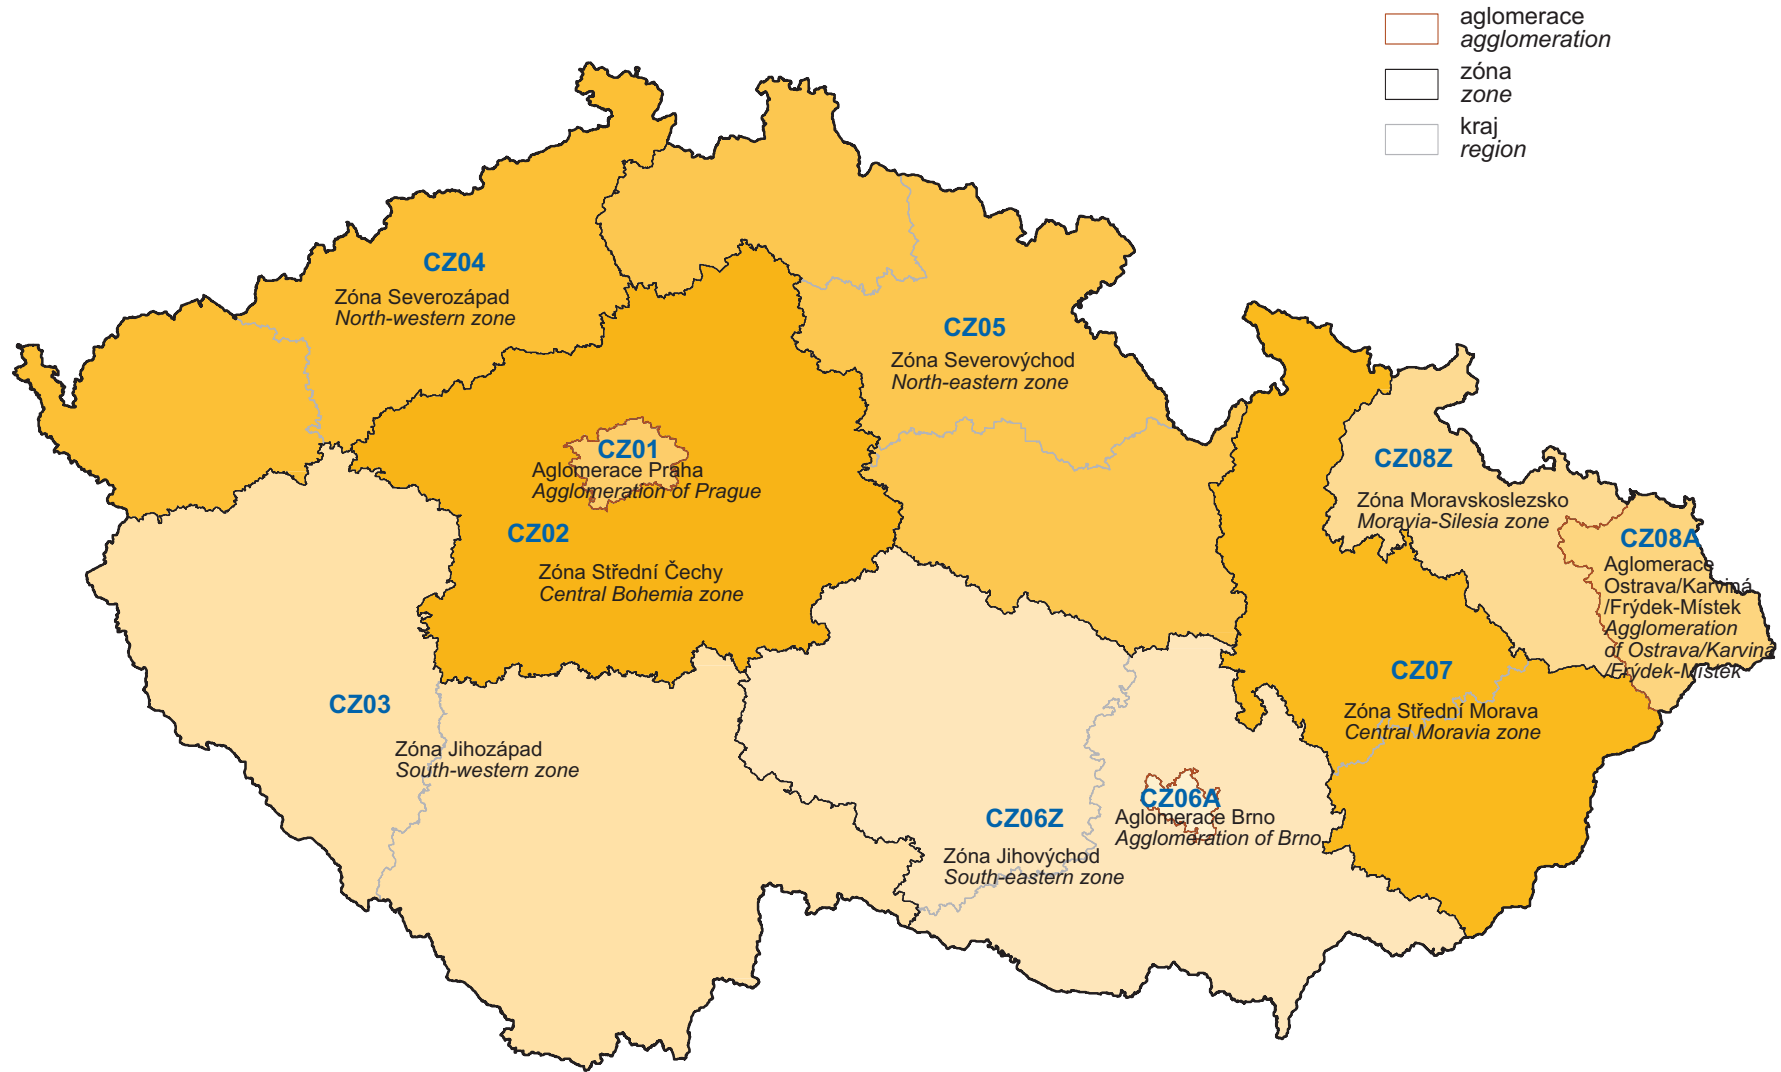 aglomerace
agglomeration
zóna
zone
kraj
region
CZ04
Zóna Severozápad
North-western zone
CZ05
Zóna Severovýchod
North-eastern zone
CZ01
Aglomerace Praha
Agglomeration of Prague
CZ02
Zóna Střední Čechy
Central Bohemia zone
CZ08Z
Zóna Moravskoslezsko
Moravia-Silesia zone
CZ08A
Aglomerace
Ostrava/Karviná
/Frýdek-Místek
Agglomeration
of Ostrava/Karviná
/Frýdek-Místek
CZ07
Zóna Střední Morava
Central Moravia zone
CZ03
Zóna Jihozápad
South-western zone
CZ06Z
Zóna Jihovýchod
South-eastern zone
CZ06A
Aglomerace Brno
Agglomeration of Brno